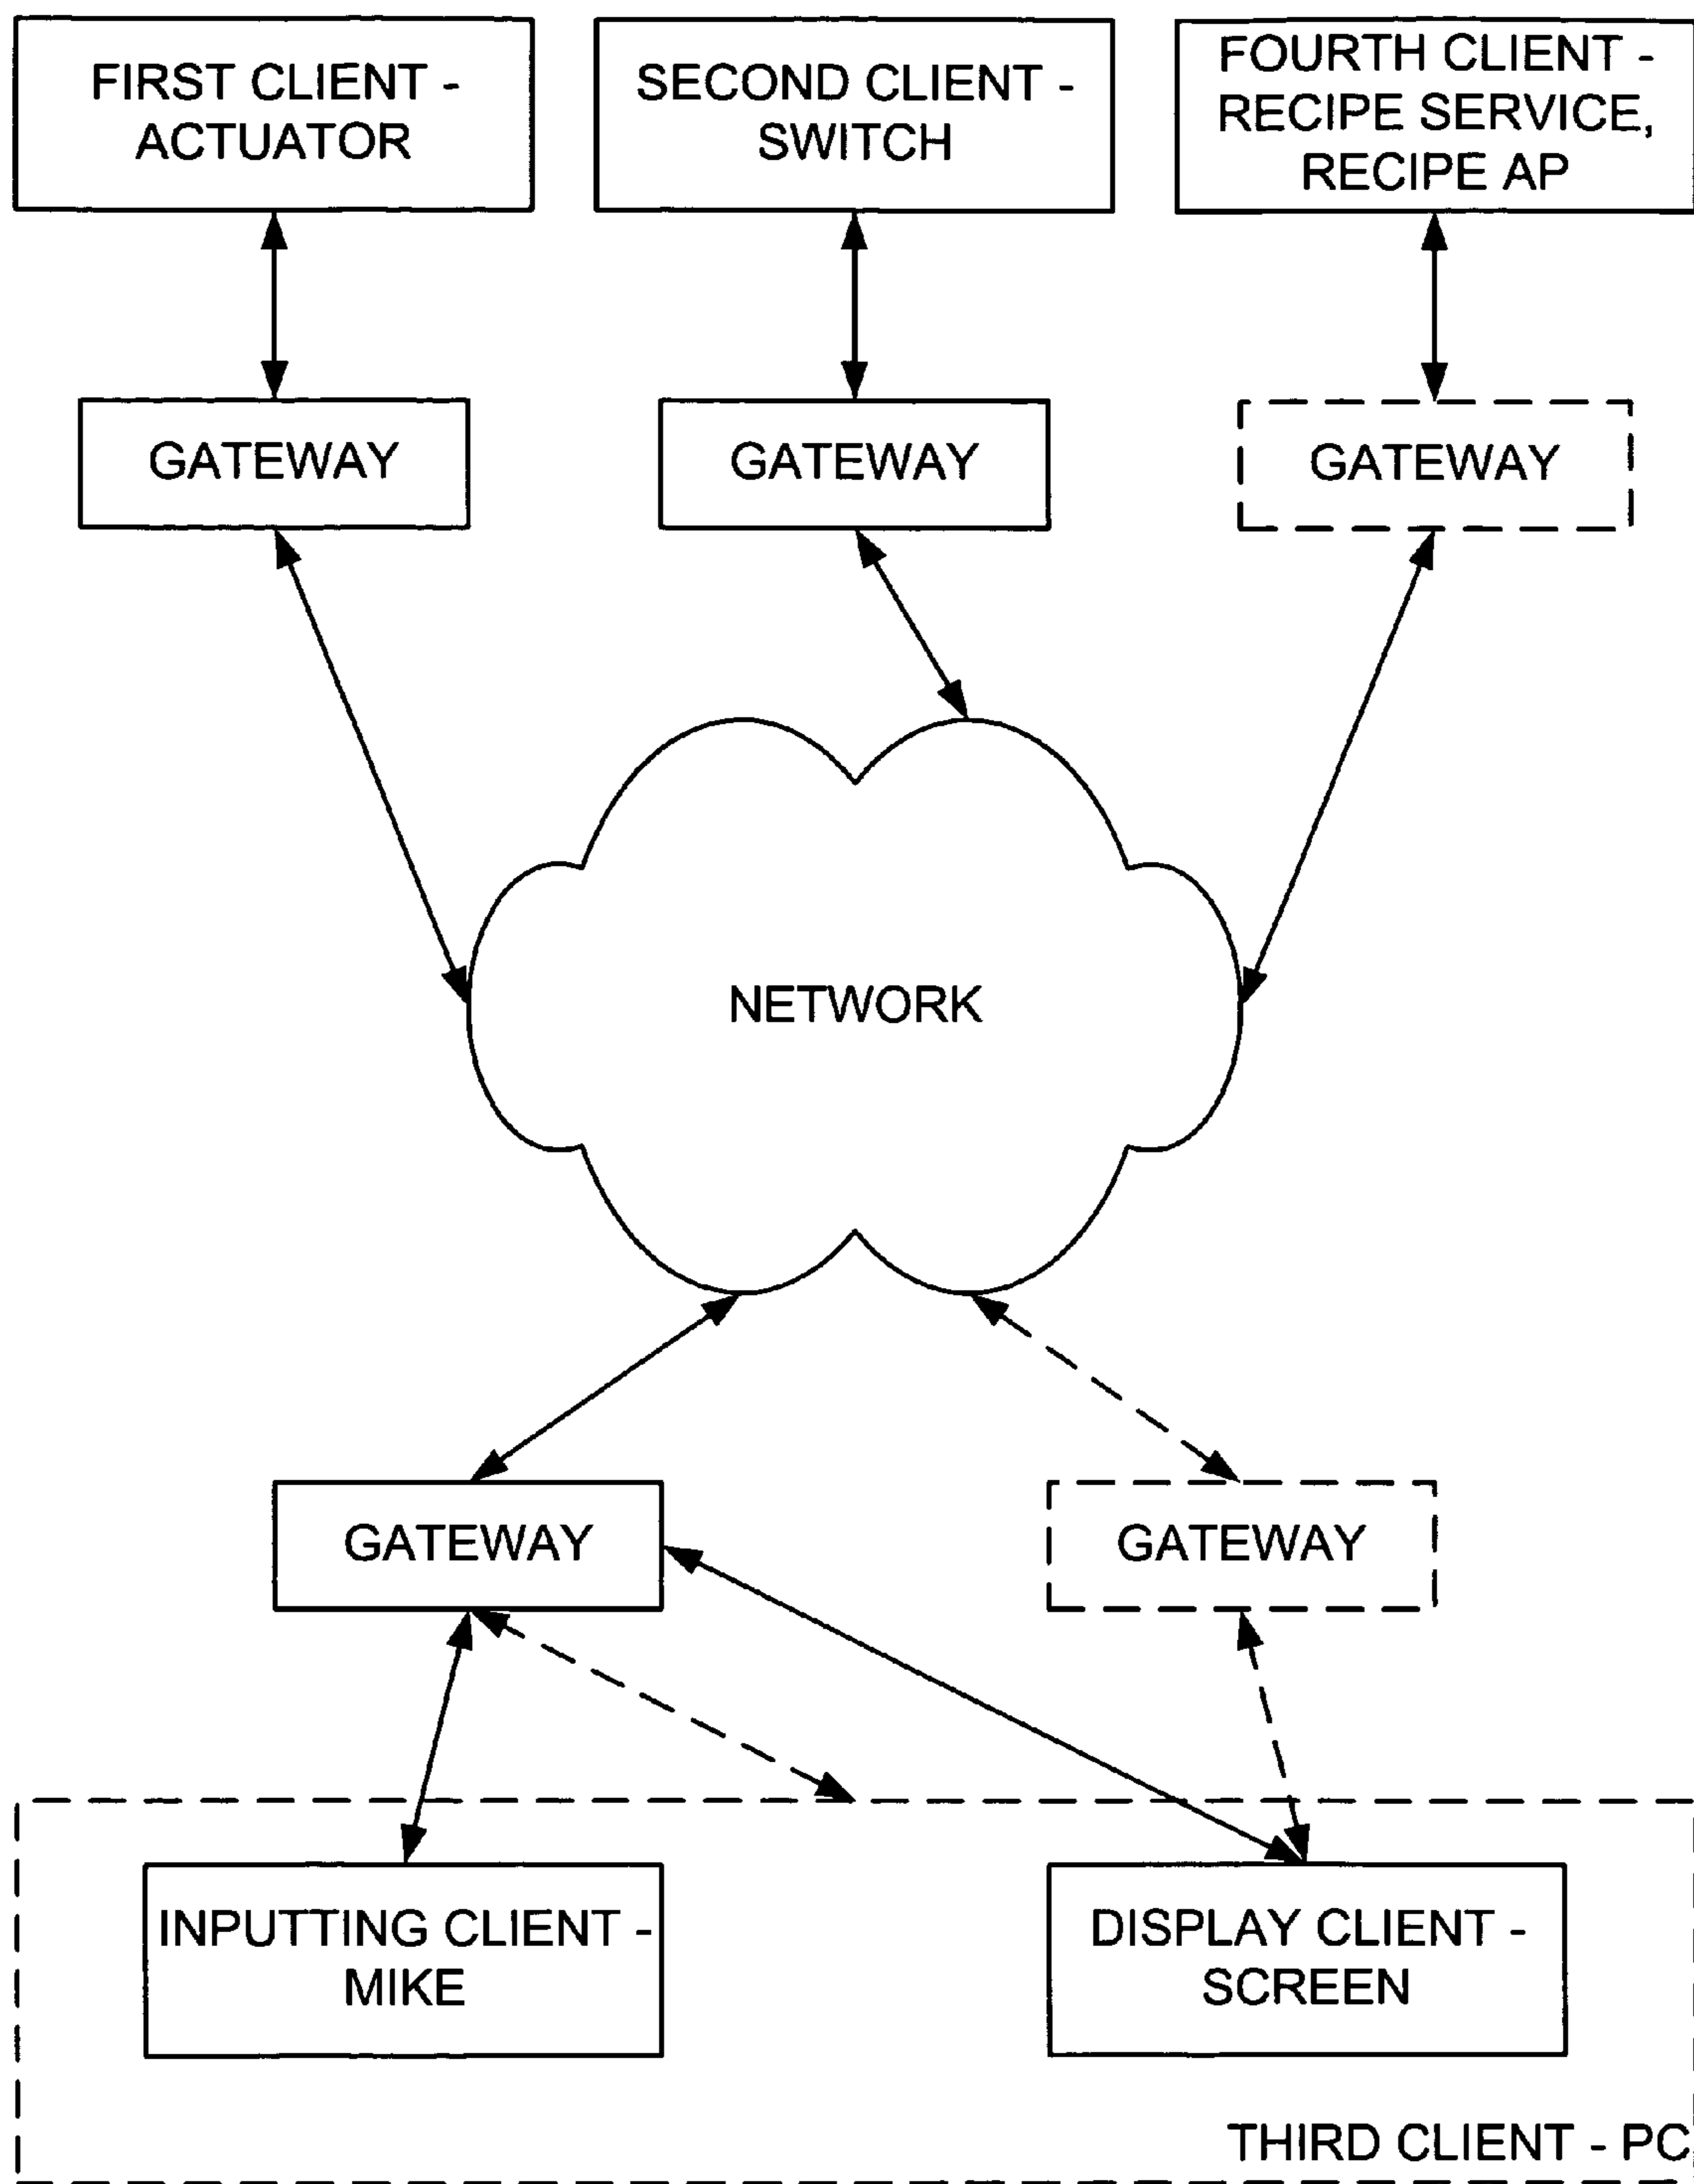 FIRST CLIENT -
ACTUATOR
SECOND CLIENT -
SWITCH
FOURTH CLIENT -
RECIPE SERVICE,
RECIPE AP
GATEWAY
GATEWAY
GATEWAY
NETWORK
GATEWAY
GATEWAY
INPUTTING CLIENT -
MIKE
DISPLAY CLIENT -
SCREEN
THIRD CLIENT - PC